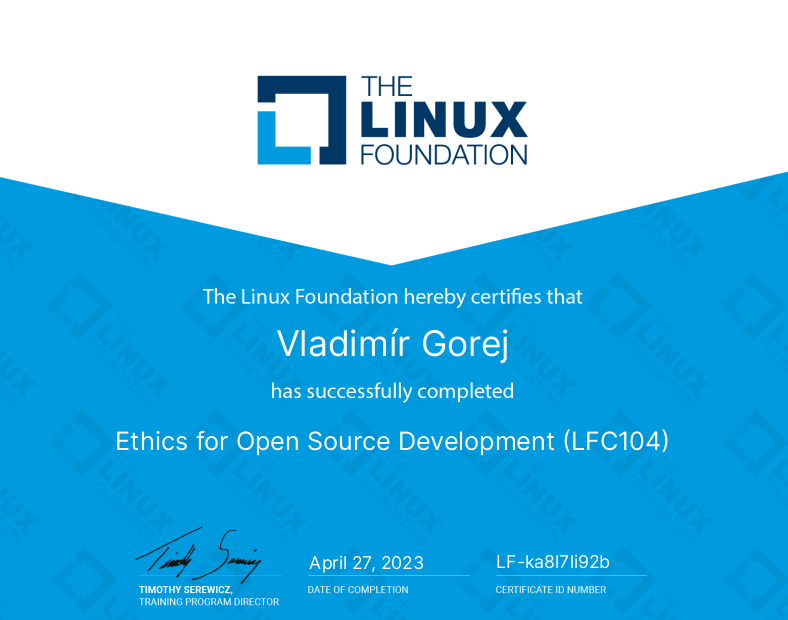 THE
LINUX
FOUNDATION
The Linux Foundation hereby certifies that
Vladimír Gorej
has successfully completed
Ethics for Open Source Development (LFC104)
Timothy Serewicz
April 27, 2023
LF-ka8l7li92b
TIMOTHY SEREWICZ,
TRAINING PROGRAM DIRECTOR
DATE OF COMPLETION
CERTIFICATE ID NUMBER